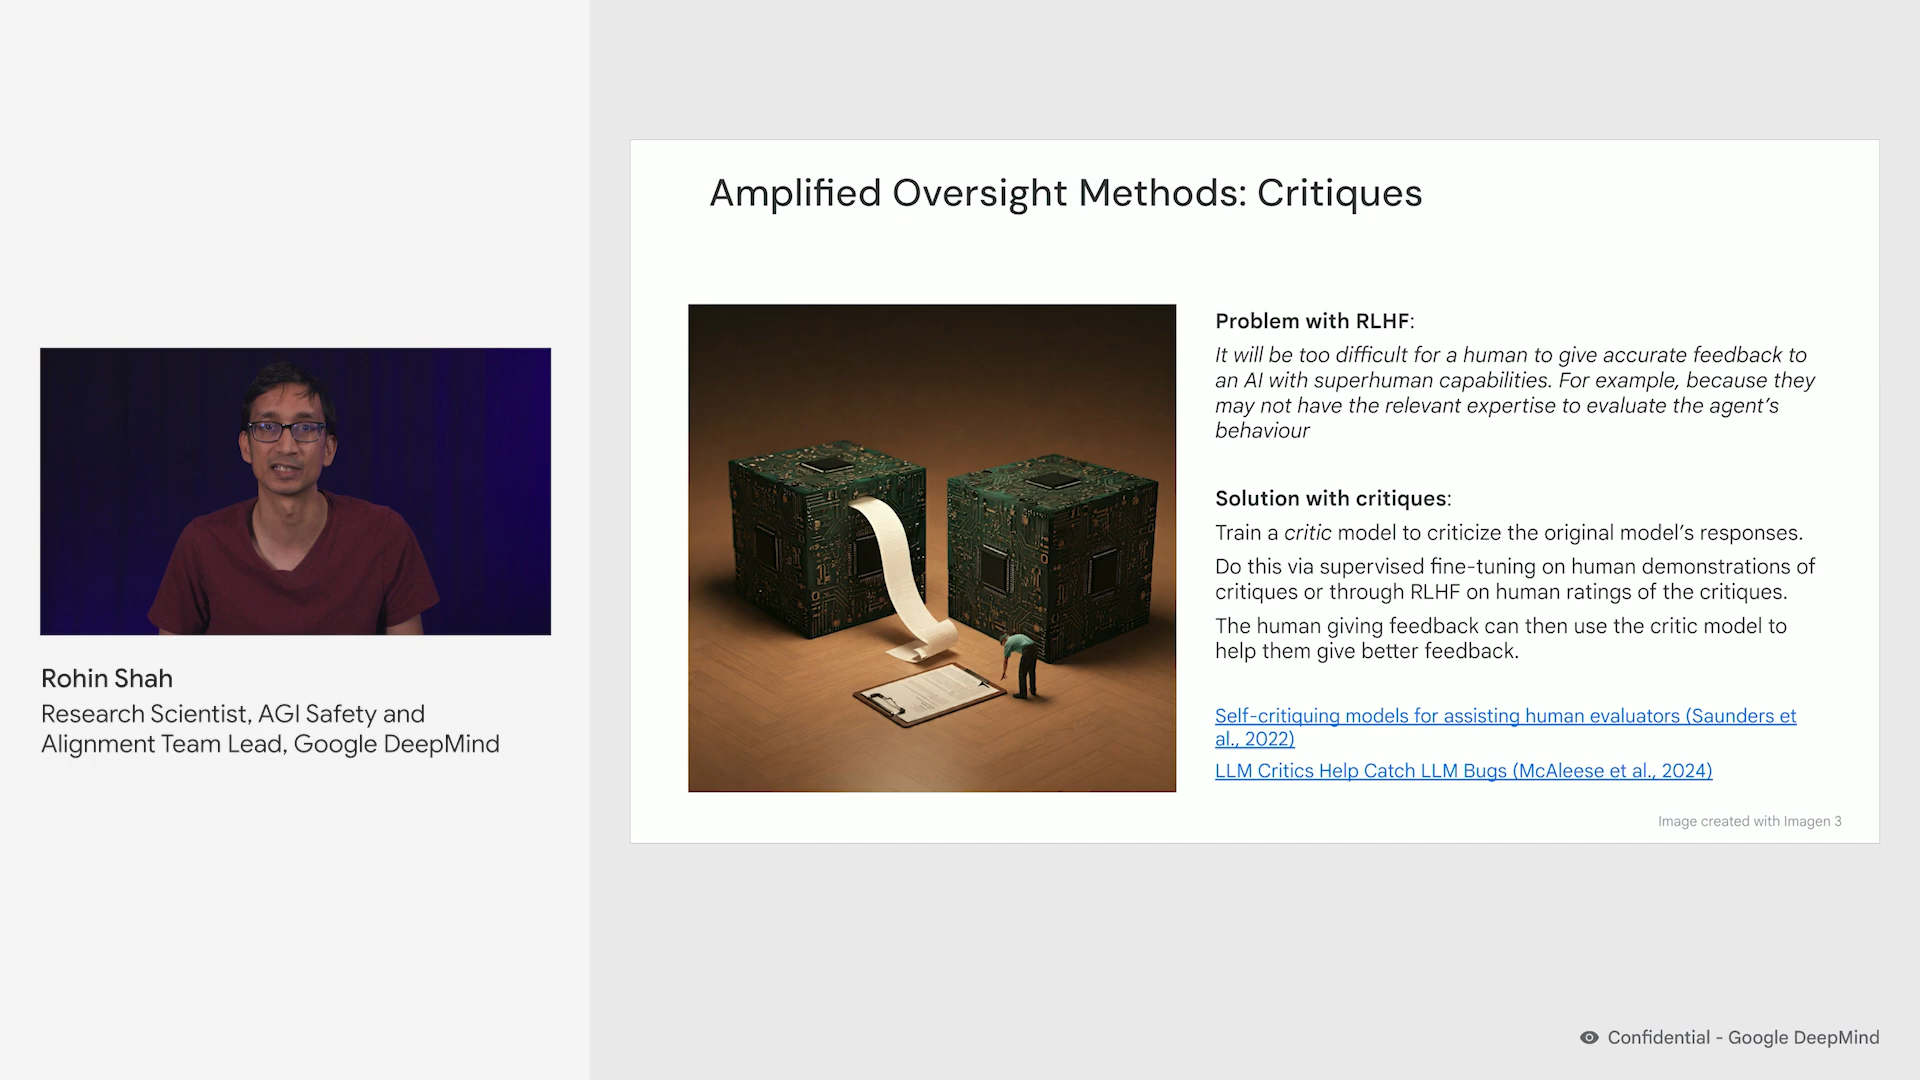 Amplified Oversight Methods: Critiques
Problem with RLHF:
It will be too difficult for a human to give accurate feedback to
an AI with superhuman capabilities. For example, because they
may not have the relevant expertise to evaluate the agent's
behaviour
Solution with critiques:
Train a critic model to criticize the original model's responses.
Do this via supervised fine-tuning on human demonstrations of
critiques or through RLHF on human ratings of the critiques.
The human giving feedback can then use the critic model to
help them give better feedback.
Self-critiquing models for assisting human evaluators (Saunders et
al., 2022)
LLM Critics Help Catch LLM Bugs (McAleese et al., 2024)
Image created with Imagen 3
Rohin Shah
Research Scientist, AGI Safety and
Alignment Team Lead, Google DeepMind
Confidential - Google DeepMind